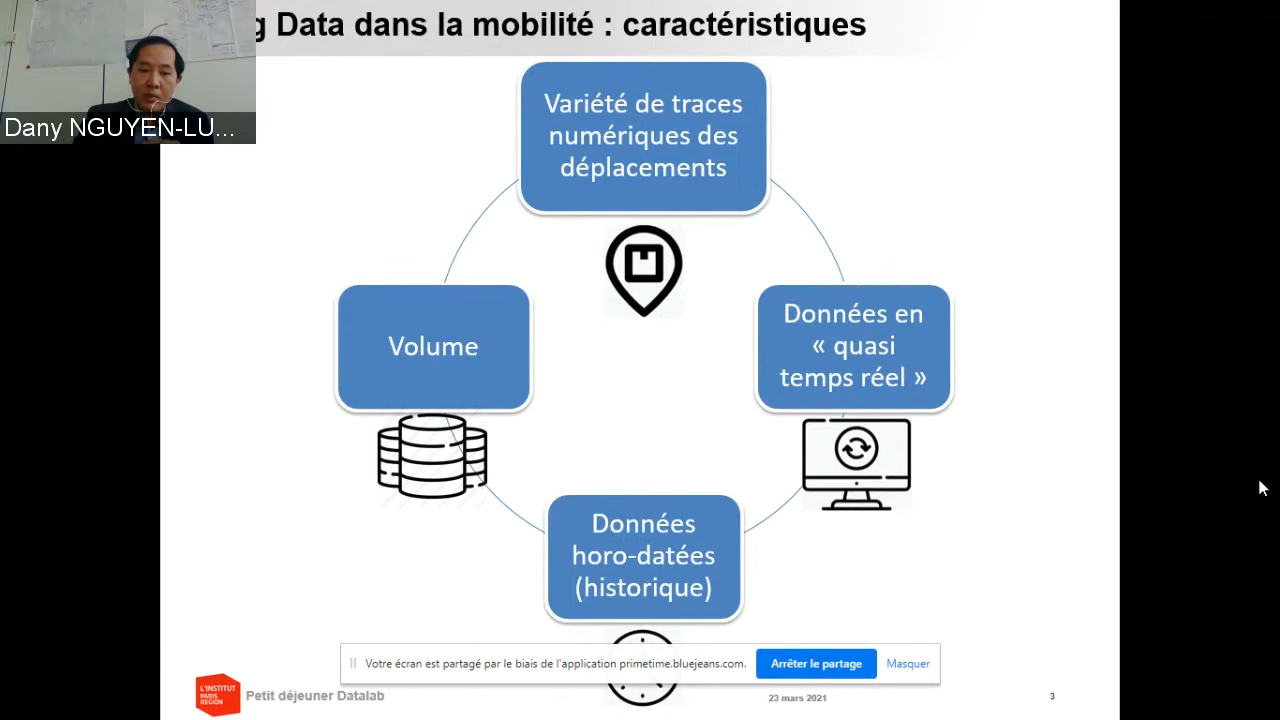 g Data dans la mobilité : caractéristiques
Dany NGUYEN-LU...
Variété de traces
numériques des
déplacements
Volume
Données en
« quasi
temps réel »
Données
horo-datées
(historique)
Votre écran est partagé par le biais de l'application primetime.bluejeans.com.
Arrêter le partage
Masquer
L'INSTITUT
PARIS
REGION
Petit déjeuner Datalab
23 mars 2021
3